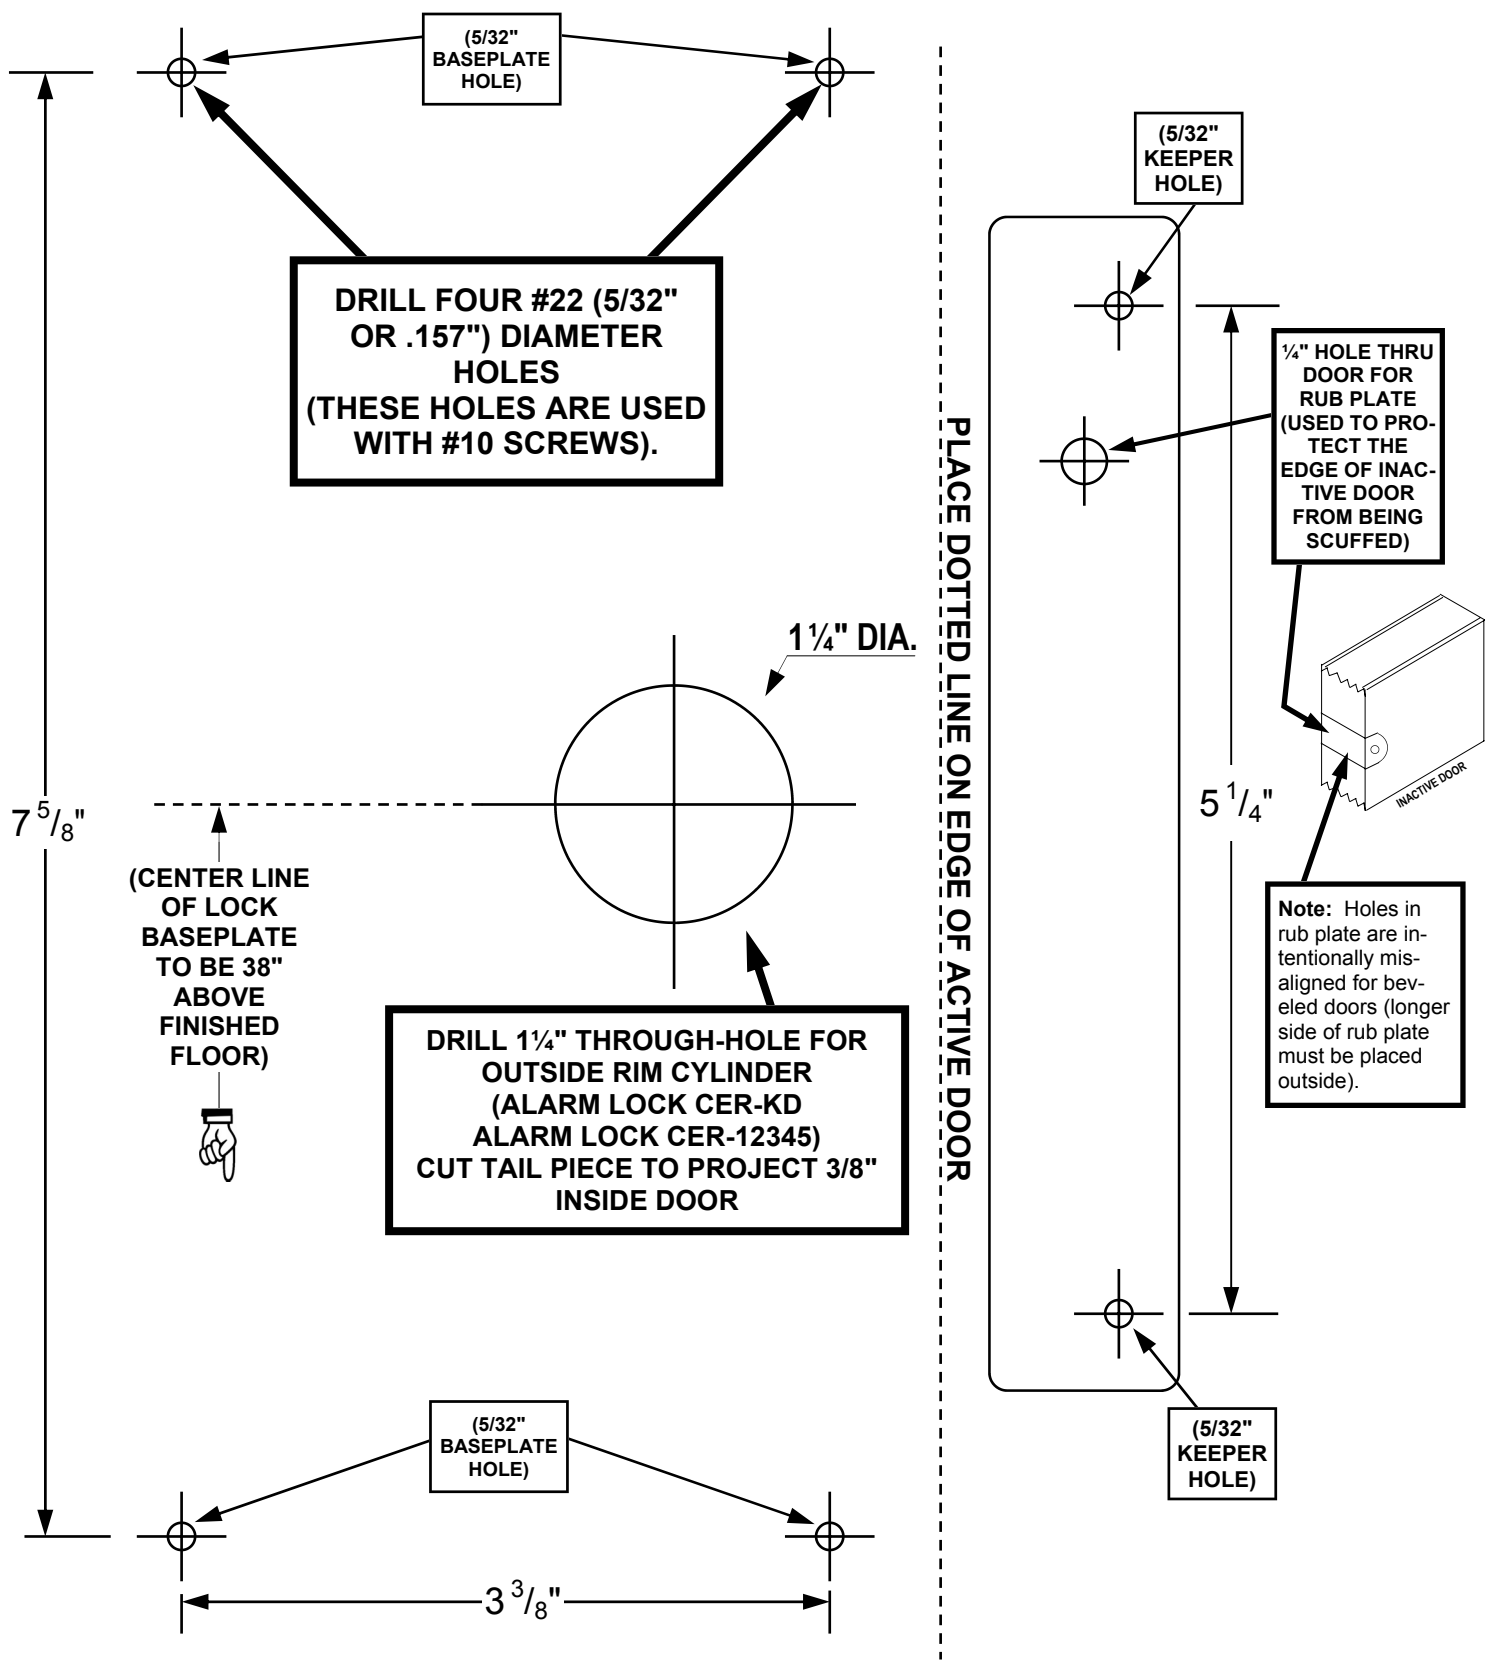 (5/32"
BASEPLATE
HOLE)
(5/32"
KEEPER
HOLE)
DRILL FOUR #22 (5/32"
OR .157") DIAMETER
HOLES
(THESE HOLES ARE USED
WITH #10 SCREWS).
¼" HOLE THRU
DOOR FOR
RUB PLATE
(USED TO PRO-
TECT THE
EDGE OF INAC-
TIVE DOOR
FROM BEING
SCUFFED)
PLACE DOTTED LINE ON EDGE OF ACTIVE DOOR
1¼" DIA.
7 5/8"
5 1/4"
INACTIVE DOOR
(CENTER LINE
OF LOCK
BASEPLATE
TO BE 38"
ABOVE
FINISHED
FLOOR)
Note: Holes in
rub plate are in-
tentionally mis-
aligned for bev-
eled doors (longer
side of rub plate
must be placed
outside).
DRILL 1¼" THROUGH-HOLE FOR
OUTSIDE RIM CYLINDER
(ALARM LOCK CER-KD
ALARM LOCK CER-12345)
CUT TAIL PIECE TO PROJECT 3/8"
INSIDE DOOR
(5/32"
BASEPLATE
HOLE)
(5/32"
KEEPER
HOLE)
3 3/8"